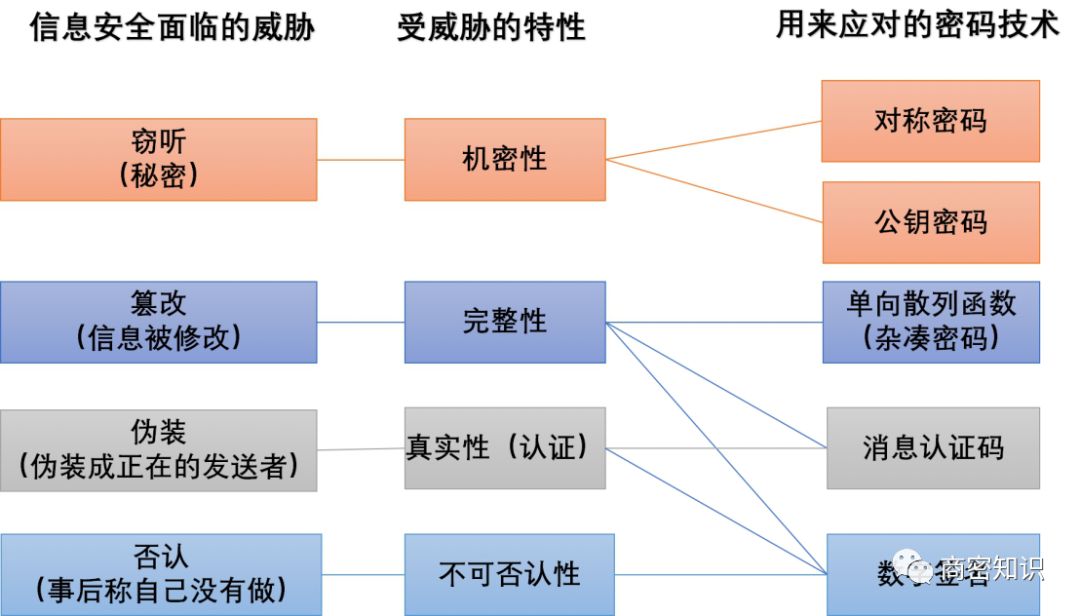 信息安全面临的威胁
受威胁的特性
用来应对的密码技术
窃听
(秘密)
机密性
对称密码
公钥密码
篡改
(信息被修改)
完整性
单向散列函数
(杂凑密码)
伪装
(伪装成正在的发送者)
真实性（认证）
消息认证码
否认
(事后称自己没有做)
不可否认性
数字签名
商密知识